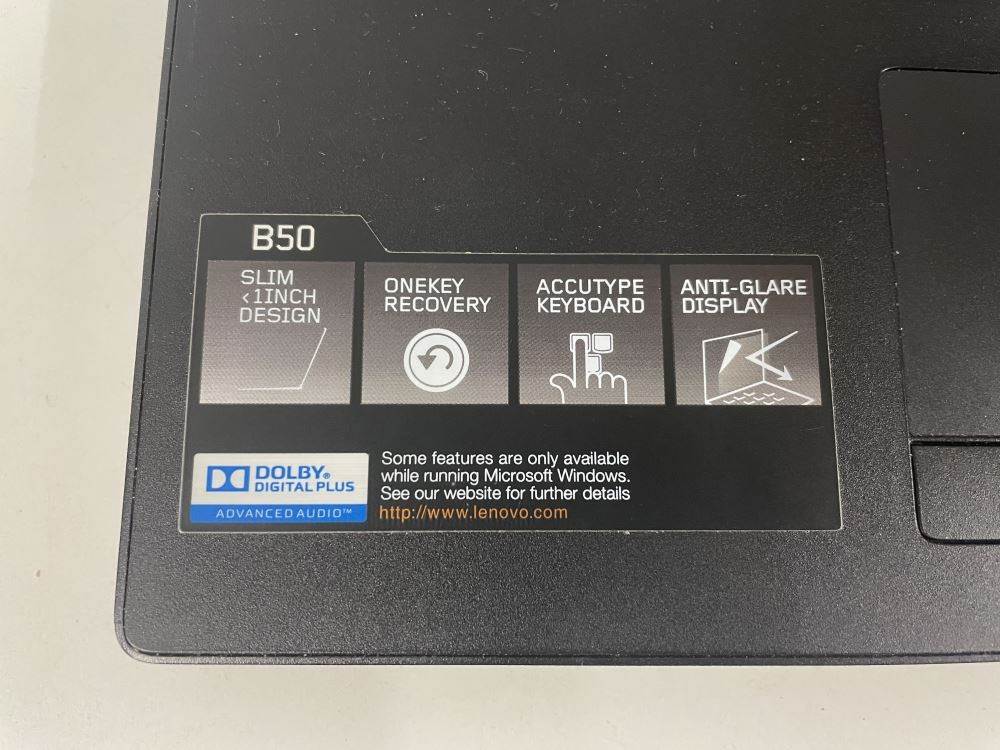 B50
SLIM
<1INCH
DESIGN
ONEKEY
RECOVERY
ACCUTYPE
KEYBOARD
ANTI-GLARE
DISPLAY
DOLBY®
DIGITAL PLUS
ADVANCED AUDIO™
Some features are only available
while running Microsoft Windows.
See our website for further details
http://www.lenovo.com